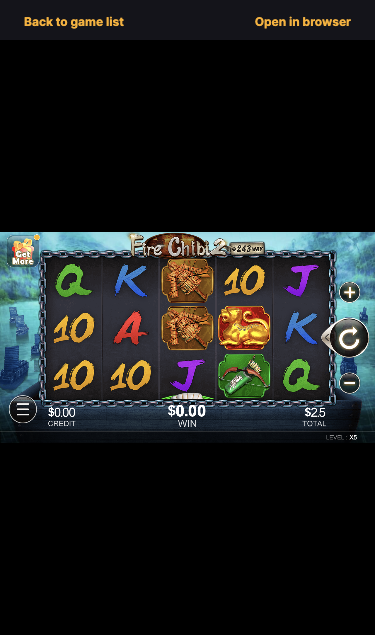 Back to game list
Open in browser
Get
More
Fire Chibi 2
243 WAY
Q K 10 J
10 A K
10 10 J Q
$0.00
CREDIT
$0.00
WIN
$2.5
TOTAL
LEVEL : X5